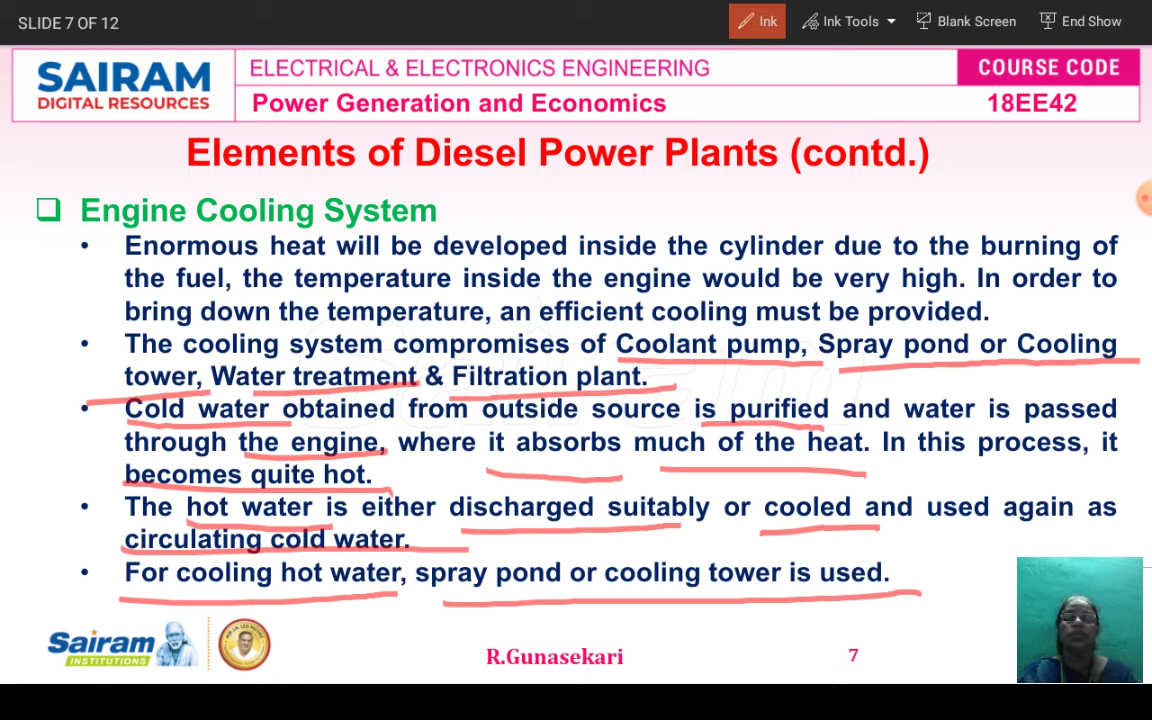 SLIDE 7 OF 12
Ink
Ink Tools
Blank Screen
End Show
SAIRAM
DIGITAL RESOURCES
ELECTRICAL & ELECTRONICS ENGINEERING
COURSE CODE
Power Generation and Economics
18EE42
Elements of Diesel Power Plants (contd.)
❑ Engine Cooling System
• Enormous heat will be developed inside the cylinder due to the burning of
the fuel, the temperature inside the engine would be very high. In order to
bring down the temperature, an efficient cooling must be provided.
• The cooling system compromises of Coolant pump, Spray pond or Cooling
tower, Water treatment & Filtration plant.
• Cold water obtained from outside source is purified and water is passed
through the engine, where it absorbs much of the heat. In this process, it
becomes quite hot.
• The hot water is either discharged suitably or cooled and used again as
circulating cold water.
• For cooling hot water, spray pond or cooling tower is used.
Sairam
INSTITUTIONS
R.Gunasekari
7